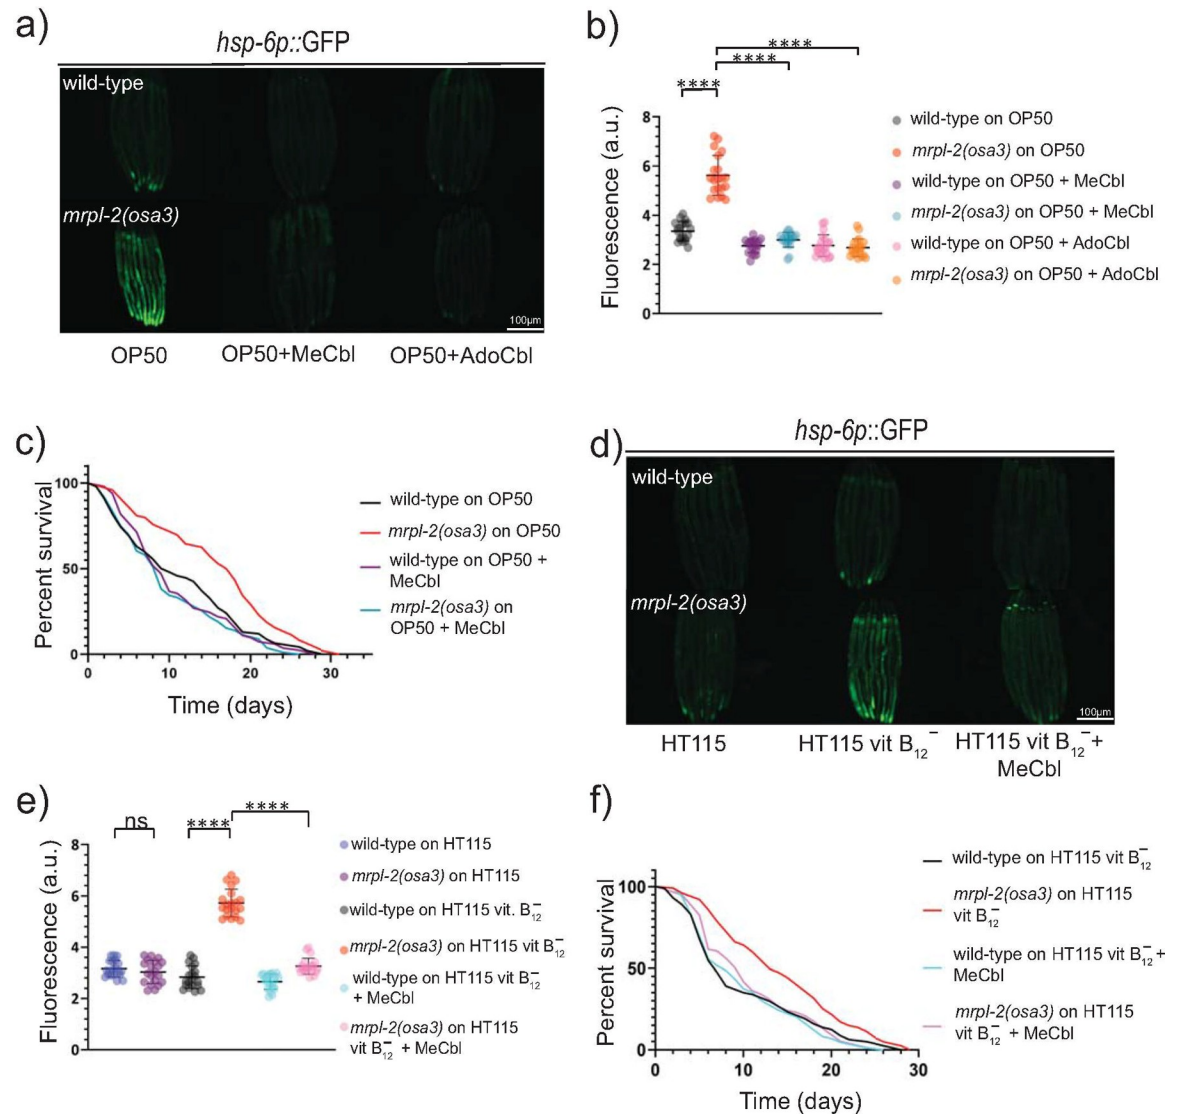 a)
hsp-6p::GFP
wild-type
mrpl-2(osa3)
100µm
OP50
OP50+MeCbl
OP50+AdoCbl
b)
****
****
****
Fluorescence (a.u.)
8
6
4
2
0
wild-type on OP50
mrpl-2(osa3) on OP50
wild-type on OP50 + MeCbl
mrpl-2(osa3) on OP50 + MeCbl
wild-type on OP50 + AdoCbl
mrpl-2(osa3) on OP50 + AdoCbl
c)
Percent survival
100
50
0
0
10
20
30
Time (days)
wild-type on OP50
mrpl-2(osa3) on OP50
wild-type on OP50 +
MeCbl
mrpl-2(osa3) on
OP50 + MeCbl
d)
hsp-6p::GFP
wild-type
mrpl-2(osa3)
100µm
HT115
HT115 vit B₁₂⁻
HT115 vit B₁₂⁻+
MeCbl
e)
ns
****
****
Fluorescence (a.u.)
8
6
4
2
0
wild-type on HT115
mrpl-2(osa3) on HT115
wild-type on HT115 vit. B₁₂⁻
mrpl-2(osa3) on HT115 vit B₁₂⁻
wild-type on HT115 vit B₁₂⁻
+ MeCbl
mrpl-2(osa3) on HT115
vit B₁₂⁻ + MeCbl
f)
Percent survival
100
50
0
0
10
20
30
Time (days)
wild-type on HT115 vit B₁₂⁻
mrpl-2(osa3) on HT115
vit B₁₂⁻
wild-type on HT115 vit B₁₂⁻+
MeCbl
mrpl-2(osa3) on HT115
vit B₁₂⁻ + MeCbl